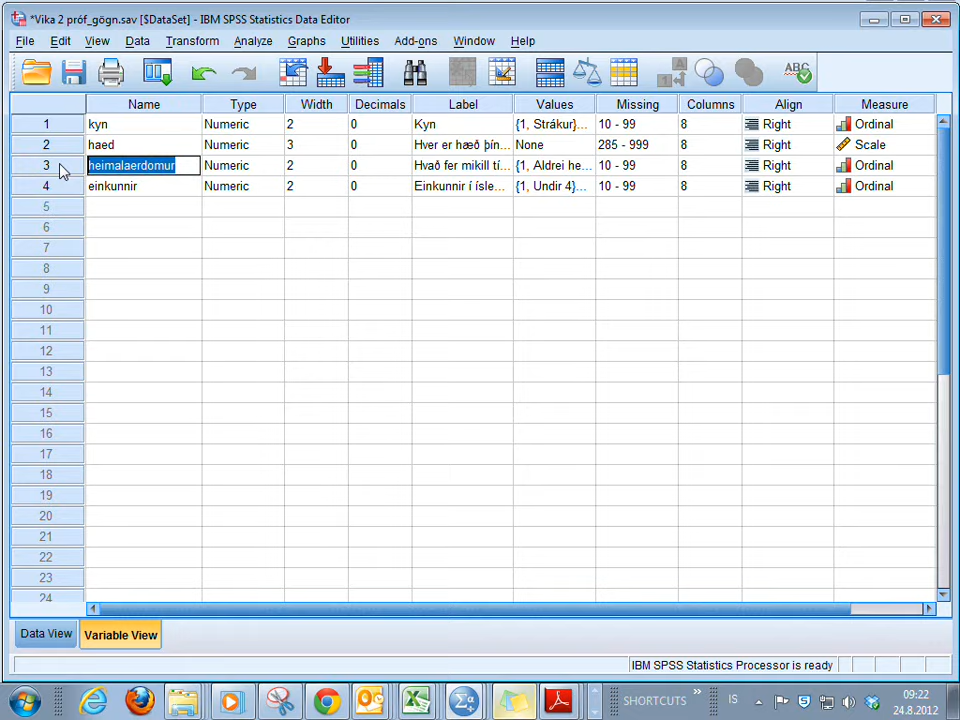 *Vika 2 próf_gögn.sav [$DataSet] - IBM SPSS Statistics Data Editor
File Edit View Data Transform Analyze Graphs Utilities Add-ons Window Help
A
a
ABC
Name Type Width Decimals Label Values Missing Columns Align Measure
1 kyn Numeric 2 0 Kyn {1, Strákur}... 10 - 99 8 Right Ordinal
2 haed Numeric 3 0 Hver er hæð þín... None 285 - 999 8 Right Scale
3 heimalaerdomur Numeric 2 0 Hvað fer mikill tí... {1, Aldrei he... 10 - 99 8 Right Ordinal
4 einkunnir Numeric 2 0 Einkunnir í ísle... {1, Undir 4}... 10 - 99 8 Right Ordinal
5
6
7
8
9
10
11
12
13
14
15
16
17
18
19
20
21
22
23
24
Data View Variable View
IBM SPSS Statistics Processor is ready
SHORTCUTS » IS 09:22
24.8.2012